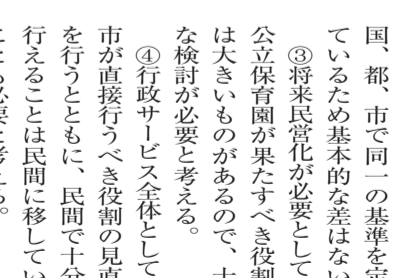 国、都、市で同一の基準を定
ているため基本的な差はない
③将来民営化が必要として
公立保育園が果たすべき役割
は大きいものがあるので、十
な検討が必要と考える。
④行政サービス全体として
市が直接行うべき役割の見直
を行うとともに、民間で十分
行えることは民間に移してい
ことも必要と考える。